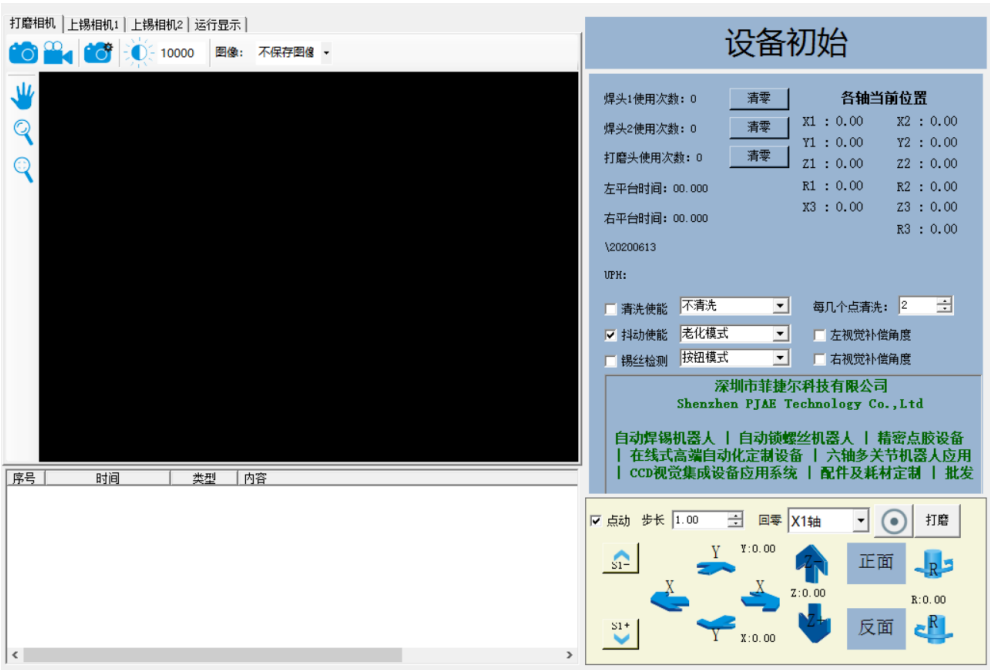 打磨相机 上锡相机1 上锡相机2 运行显示
10000 图像: 不保存图像
设备初始
焊头1使用次数: 0 清零
焊头2使用次数: 0 清零
打磨头使用次数: 0 清零
左平台时间: 00.000
右平台时间: 00.000
\20200613
UPH:
各轴当前位置
X1 : 0.00 X2 : 0.00
Y1 : 0.00 Y2 : 0.00
Z1 : 0.00 Z2 : 0.00
R1 : 0.00 R2 : 0.00
X3 : 0.00 Z3 : 0.00
R3 : 0.00
清洗使能 不清洗 每几个点清洗: 2
抖动使能 老化模式 左视觉补偿角度
锡丝检测 按钮模式 右视觉补偿角度
深圳市菲捷尔科技有限公司
Shenzhen PJAE Technology Co.,Ltd
自动焊锡机器人 | 自动锁螺丝机器人 | 精密点胶设备
| 在线式高端自动化定制设备 | 六轴多关节机器人应用
| CCD视觉集成设备应用系统 | 配件及耗材定制 | 批发
序号 时间 类型 内容
点动 步长 1.00 回零 X1轴 打磨
S1- Y Y:0.00 Z- 正面 R
X X Z:0.00 R:0.00
S1+ Y X:0.00 Z+ 反面 R